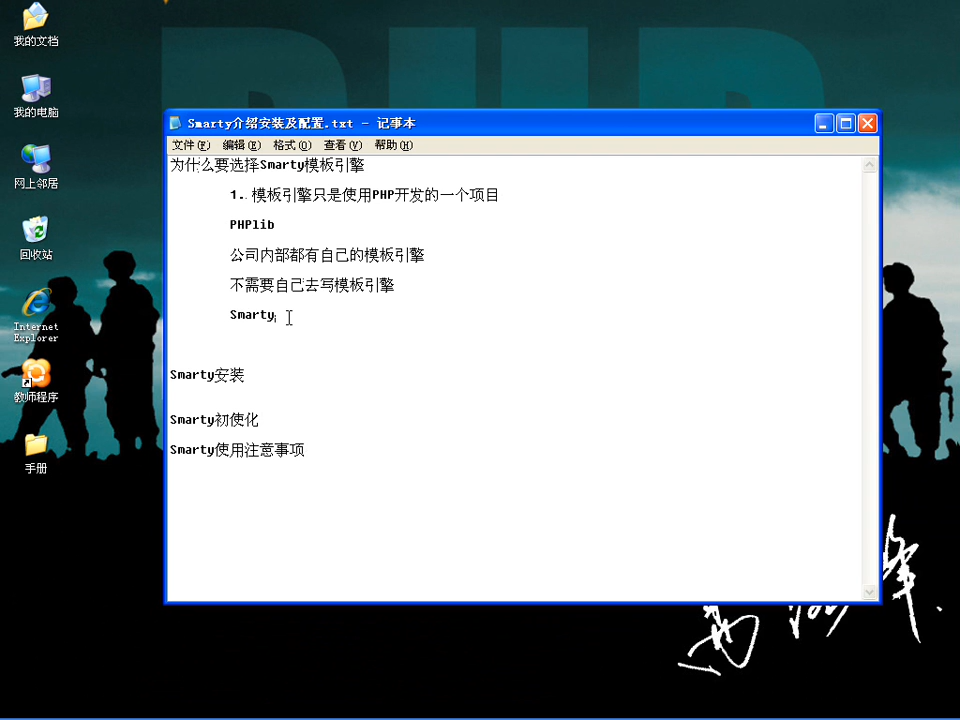 我的文档
我的电脑
网上邻居
回收站
Internet Explorer
教师程序
手册
PHP
Smarty介绍安装及配置.txt - 记事本
文件(F) 编辑(E) 格式(O) 查看(V) 帮助(H)
为什么要选择Smarty模板引擎
1. 模板引擎只是使用PHP开发的一个项目
PHPlib
公司内部都有自己的模板引擎
不需要自己去写模板引擎
Smarty
Smarty安装
Smarty初使化
Smarty使用注意事项